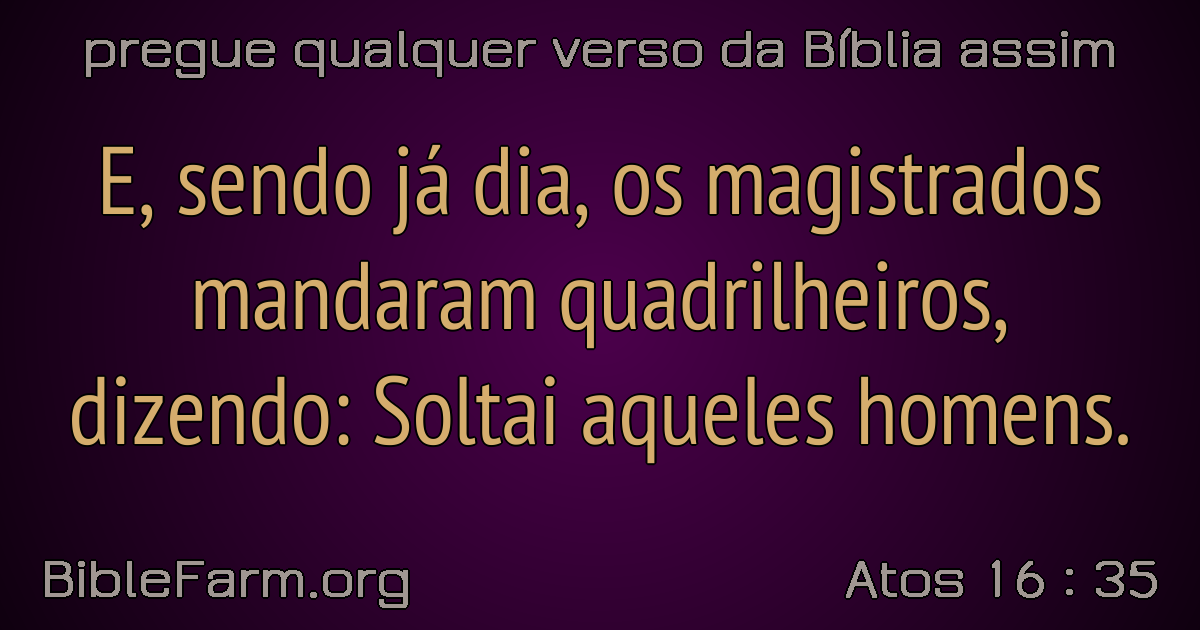 pregue qualquer verso da Bíblia assim
E, sendo já dia, os magistrados
mandaram quadrilheiros,
dizendo: Soltai aqueles homens.
BibleFarm.org
Atos 16 : 35